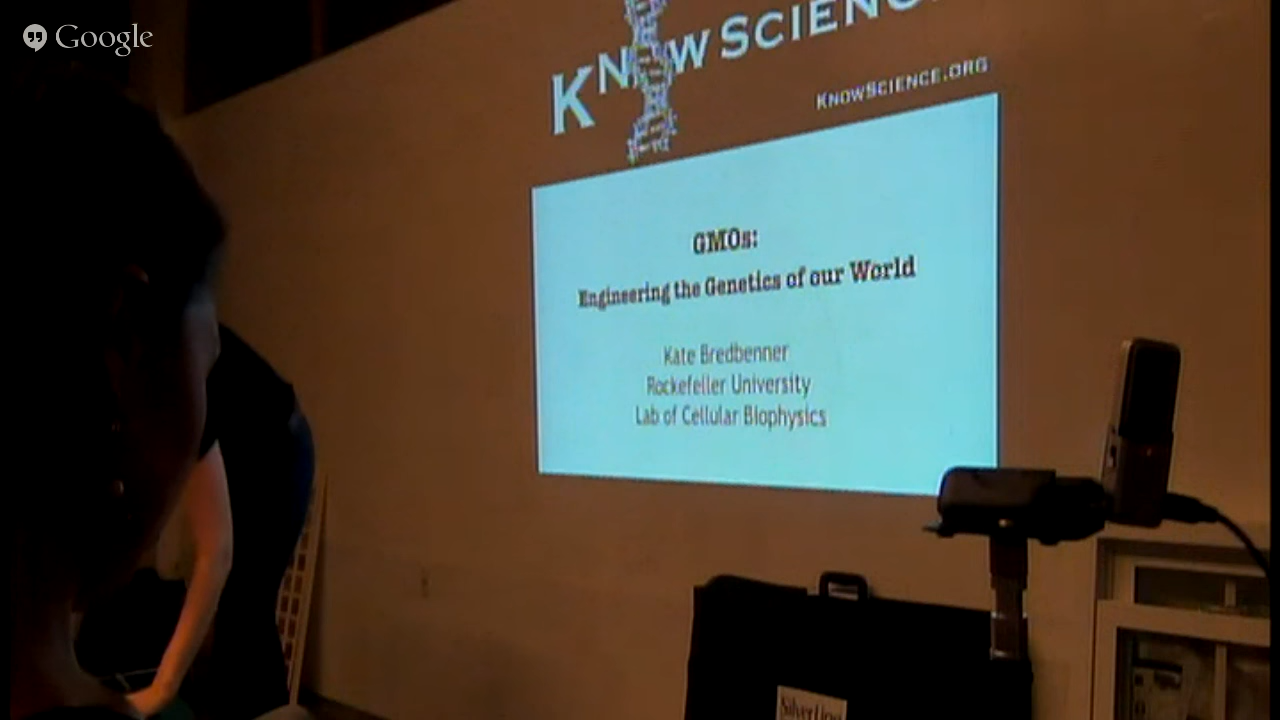 Google
KNOW SCIENC
KNOWSCIENCE.ORG
GMOs:
Engineering the Genetics of our World
Kate Bredbenner
Rockefeller University
Lab of Cellular Biophysics